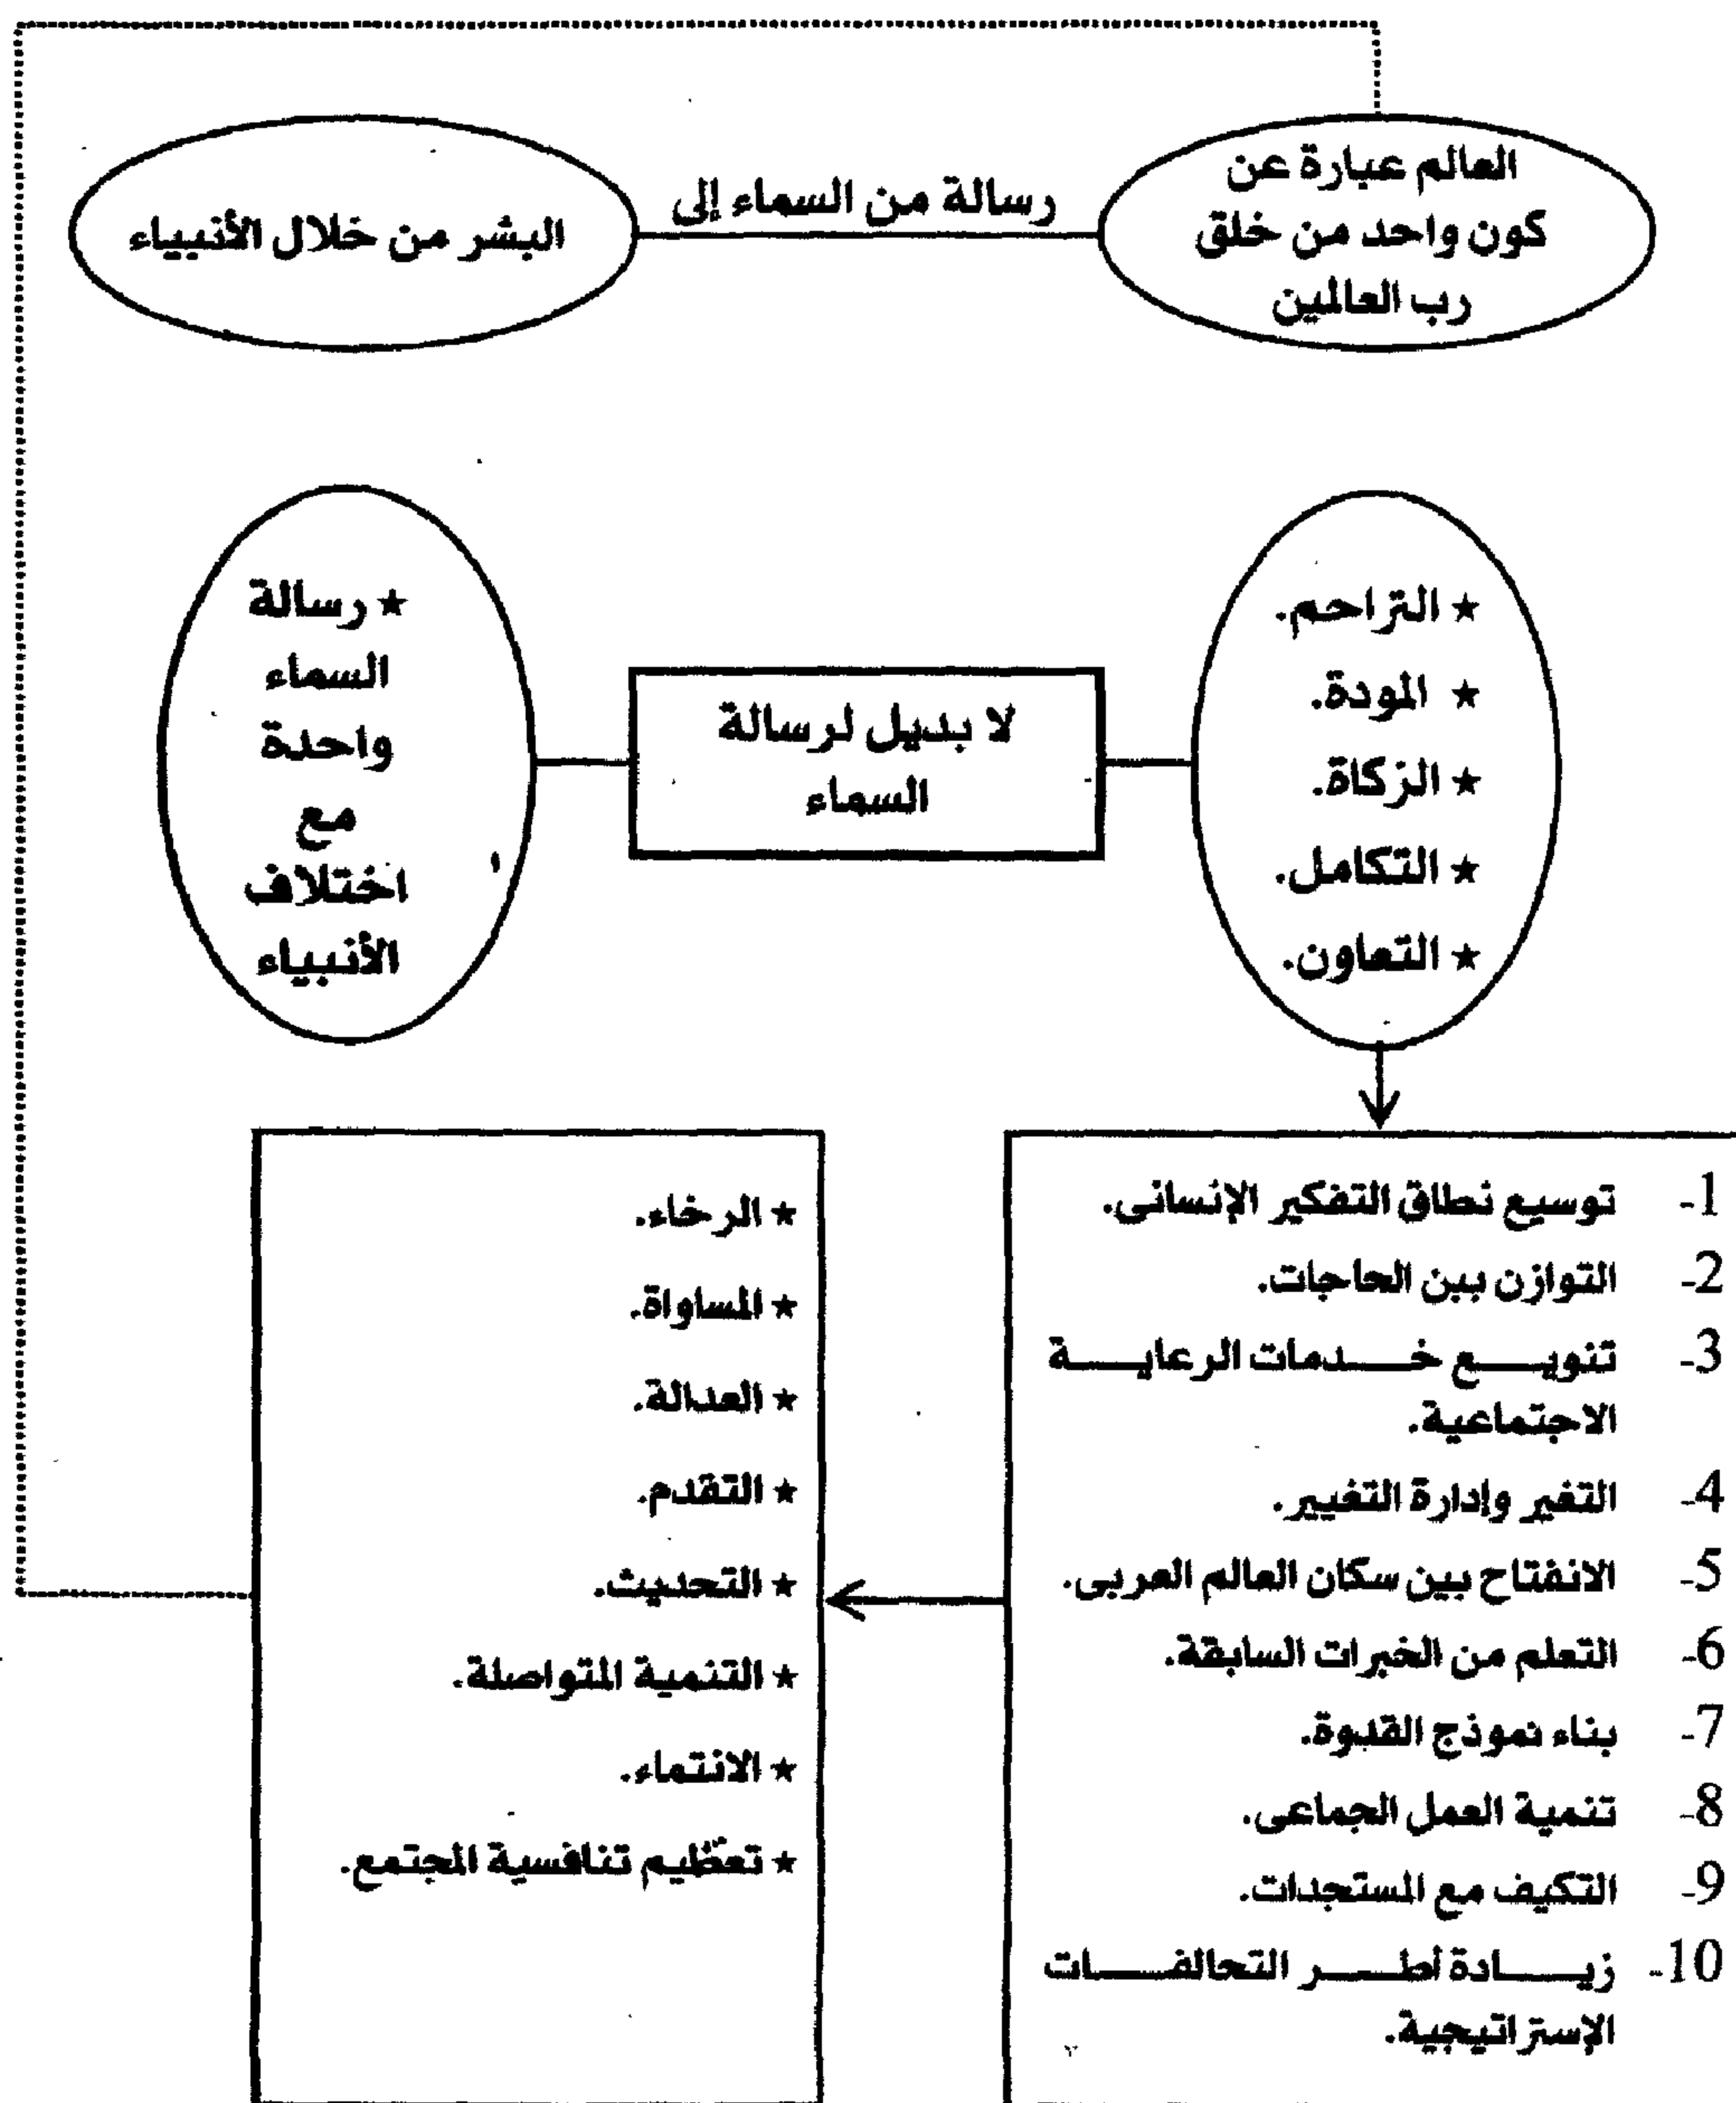 العالم عبارة عن
كون واحد من خلق
رب العالمين
رسالة من السماء إلى
البشر من خلال الأنبياء
★ التراحم.
★ المودة.
★ الزكاة.
★ التكامل.
★ التعاون.
لا بديل لرسالة
السماء
★ رسالة
السماء
واحدة
مع
اختلاف
الأنبياء
1- توسيع نطاق التفكير الإنسانى.
2- التوازن بين الحاجات.
3- تنويع خدمات الرعاية
الاجتماعية.
4- التغير وإدارة التغيير.
5- الانفتاح بين سكان العالم العربى.
6- التعلم من الخبرات السابقة.
7- بناء نموذج القدوة.
8- تنمية العمل الجماعى.
9- التكيف مع المستجدات.
10- زيادة أطر التحالفات
الإستراتيجية.
★ الرخاء.
★ المساواة.
★ العدالة.
★ التقدم.
★ التحديث.
★ التنمية المتواصلة.
★ الانتماء.
★ تعظيم تنافسية المجتمع.